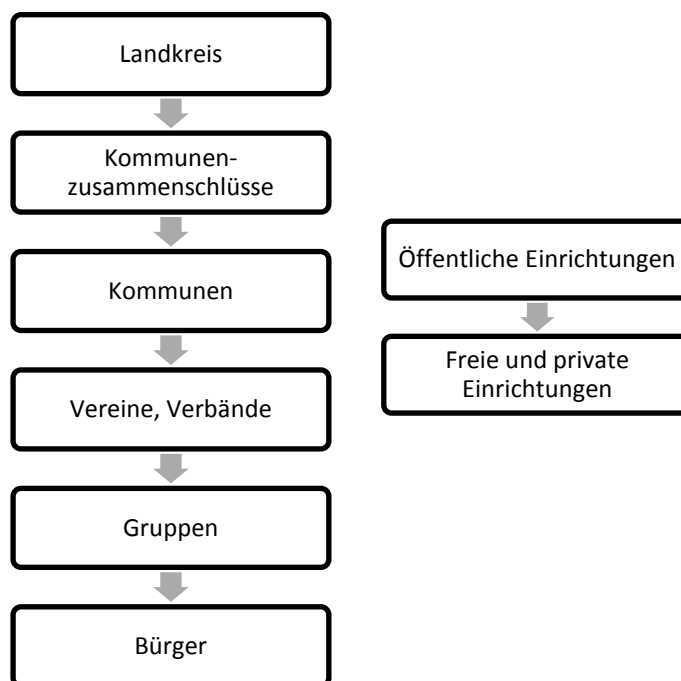 Landkreis
Kommunen-
zusammenschlüsse
Kommunen
Vereine, Verbände
Gruppen
Bürger
Öffentliche Einrichtungen
Freie und private
Einrichtungen